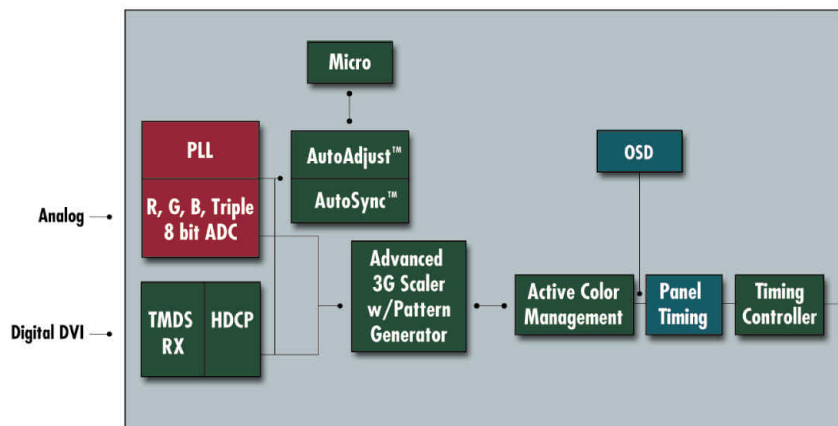 Micro
PLL
AutoAdjust™
OSD
R, G, B, Triple
8 bit ADC
AutoSync™
Analog
Advanced
3G Scaler
w/Pattern
Generator
Active Color
Management
Panel
Timing
Timing
Controller
Digital DVI
TMDS
RX
HDCP